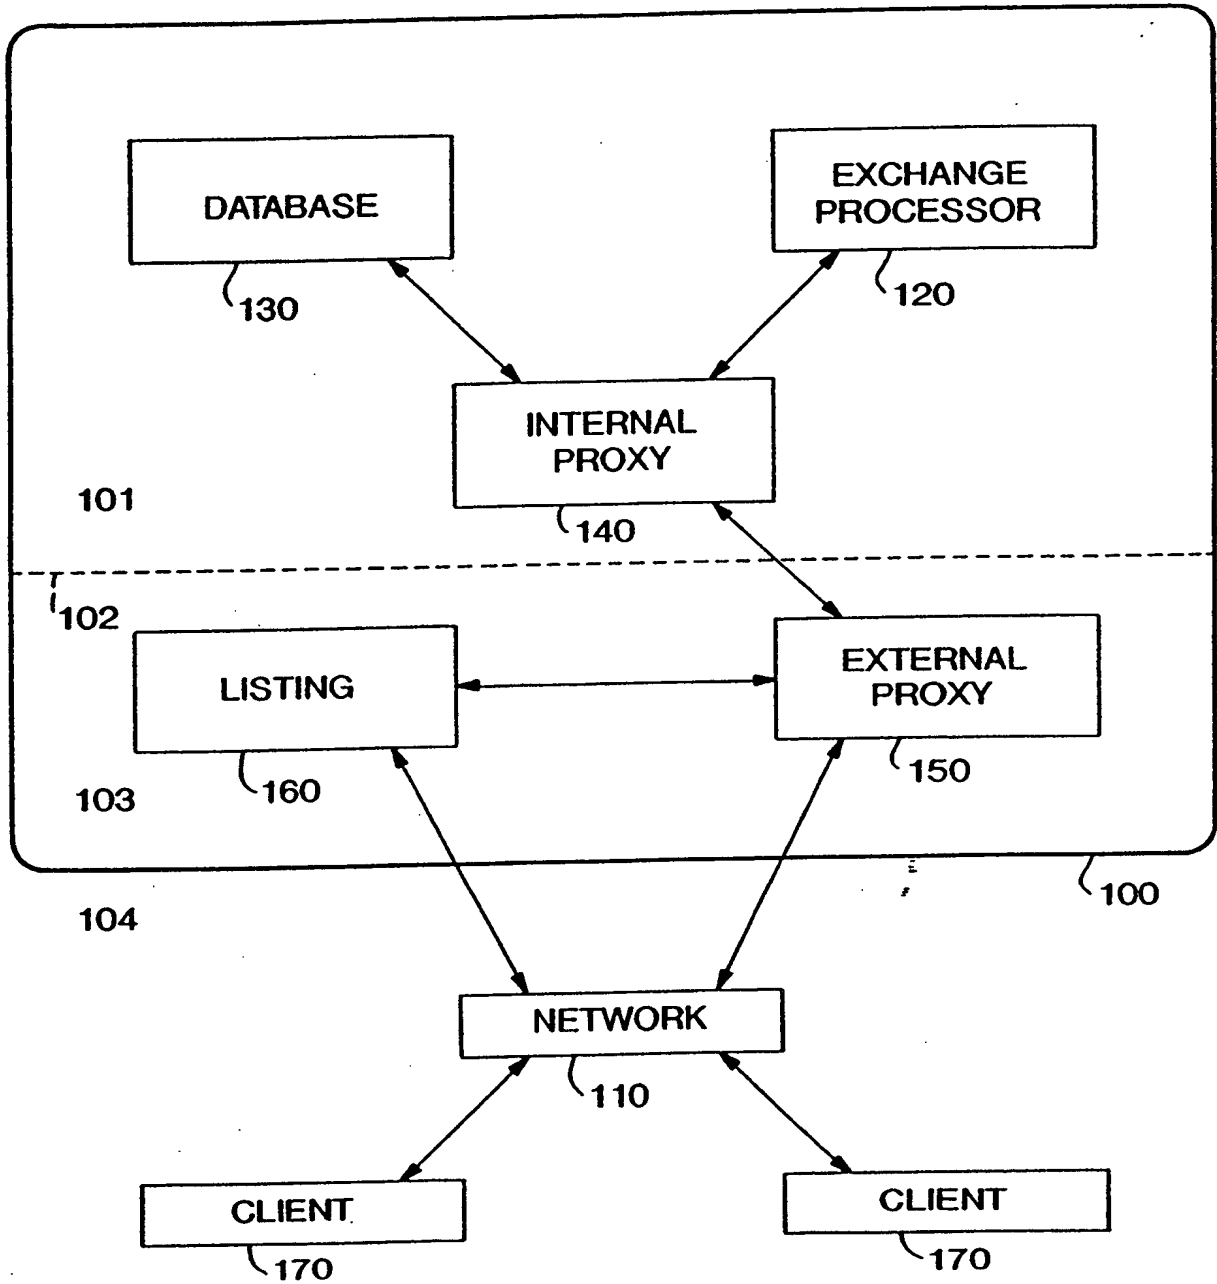 DATABASE
130
EXCHANGE
PROCESSOR
120
INTERNAL
PROXY
140
101
102
LISTING
160
EXTERNAL
PROXY
150
103
100
104
NETWORK
110
CLIENT
170
CLIENT
170